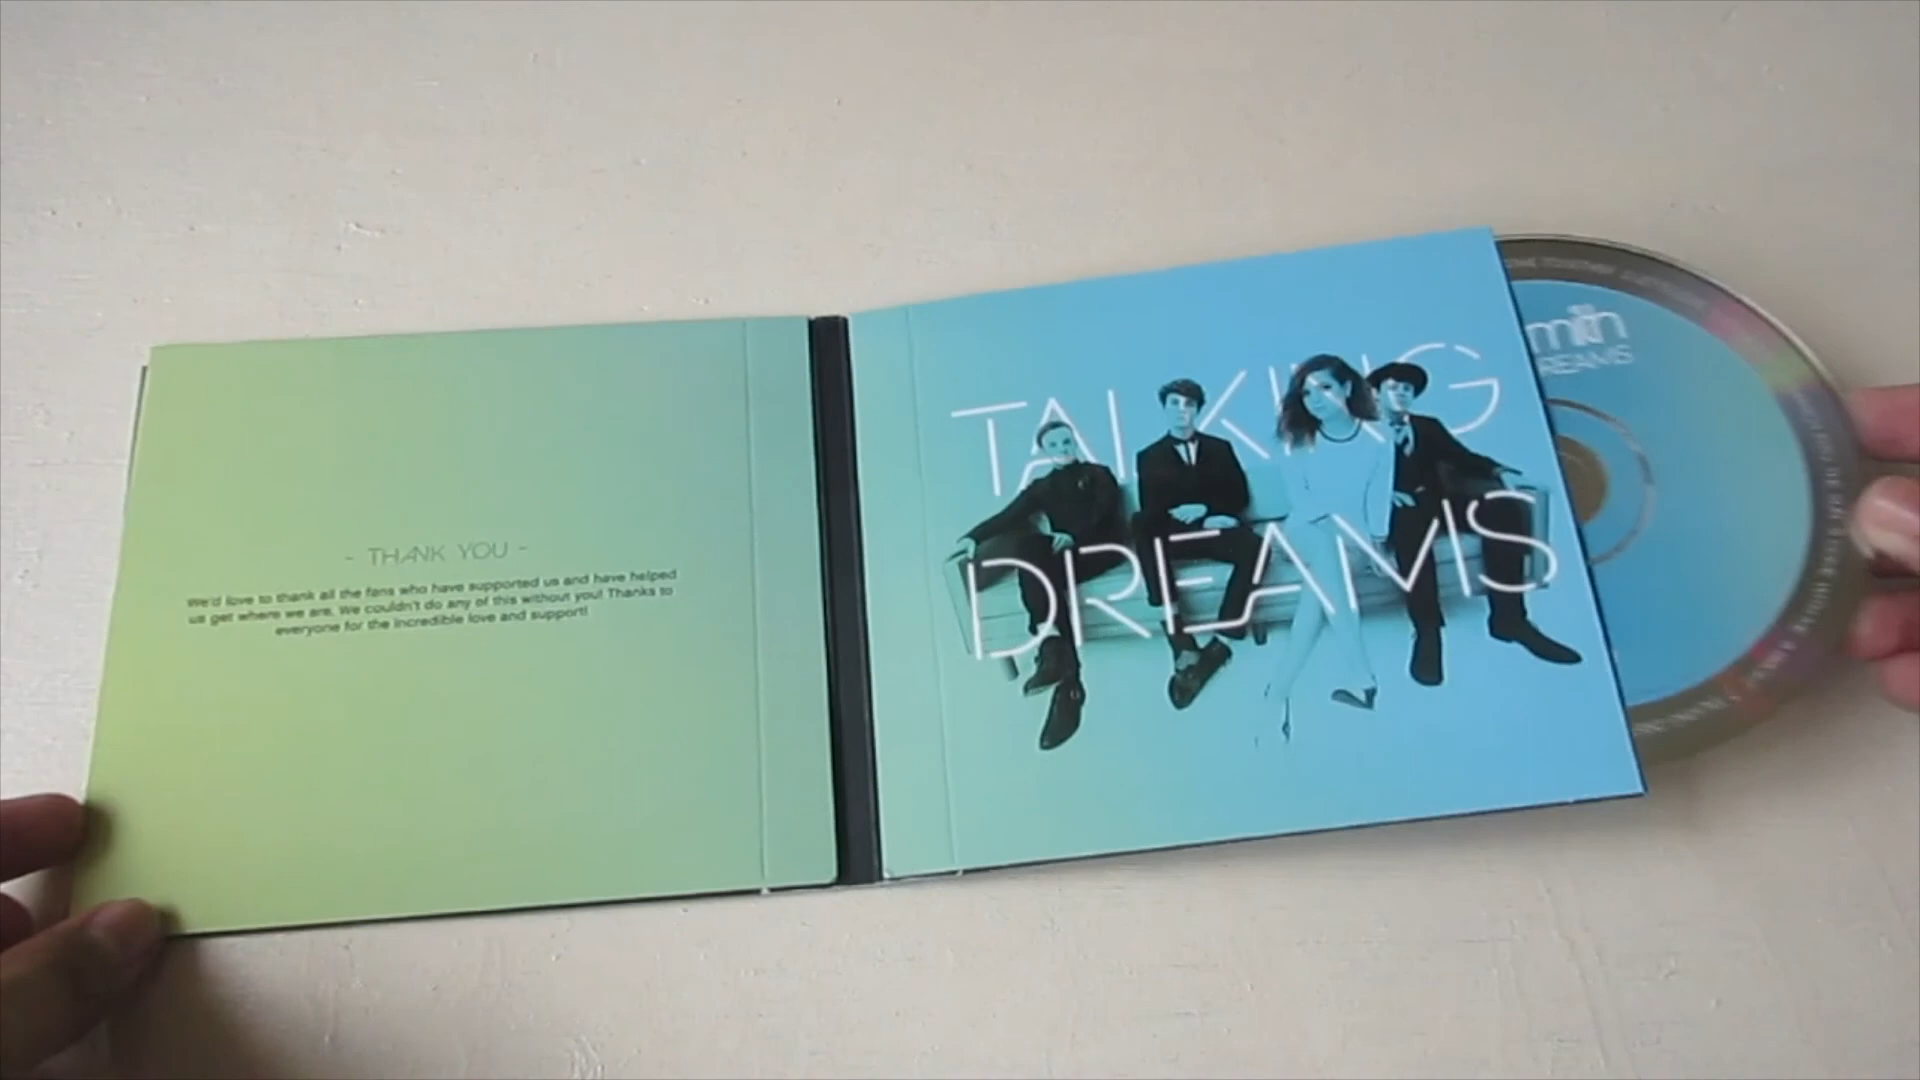 - THANK YOU -
We'd love to thank all the fans who have supported us and have helped
us get where we are. We couldn't do any of this without you! Thanks to
everyone for the incredible love and support!
TALKING
DREAMS
mith
REAMS